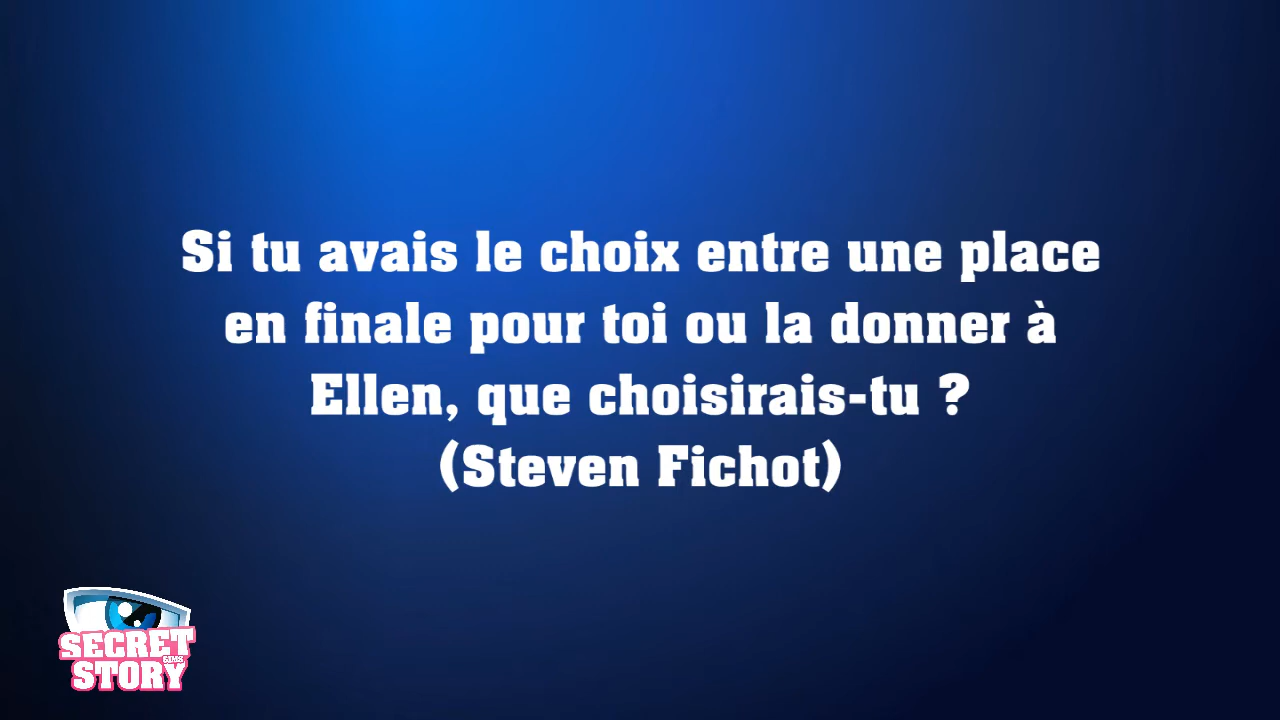 Si tu avais le choix entre une place
en finale pour toi ou la donner à
Ellen, que choisirais-tu ?
(Steven Fichot)
SECRET
SIMS
STORY